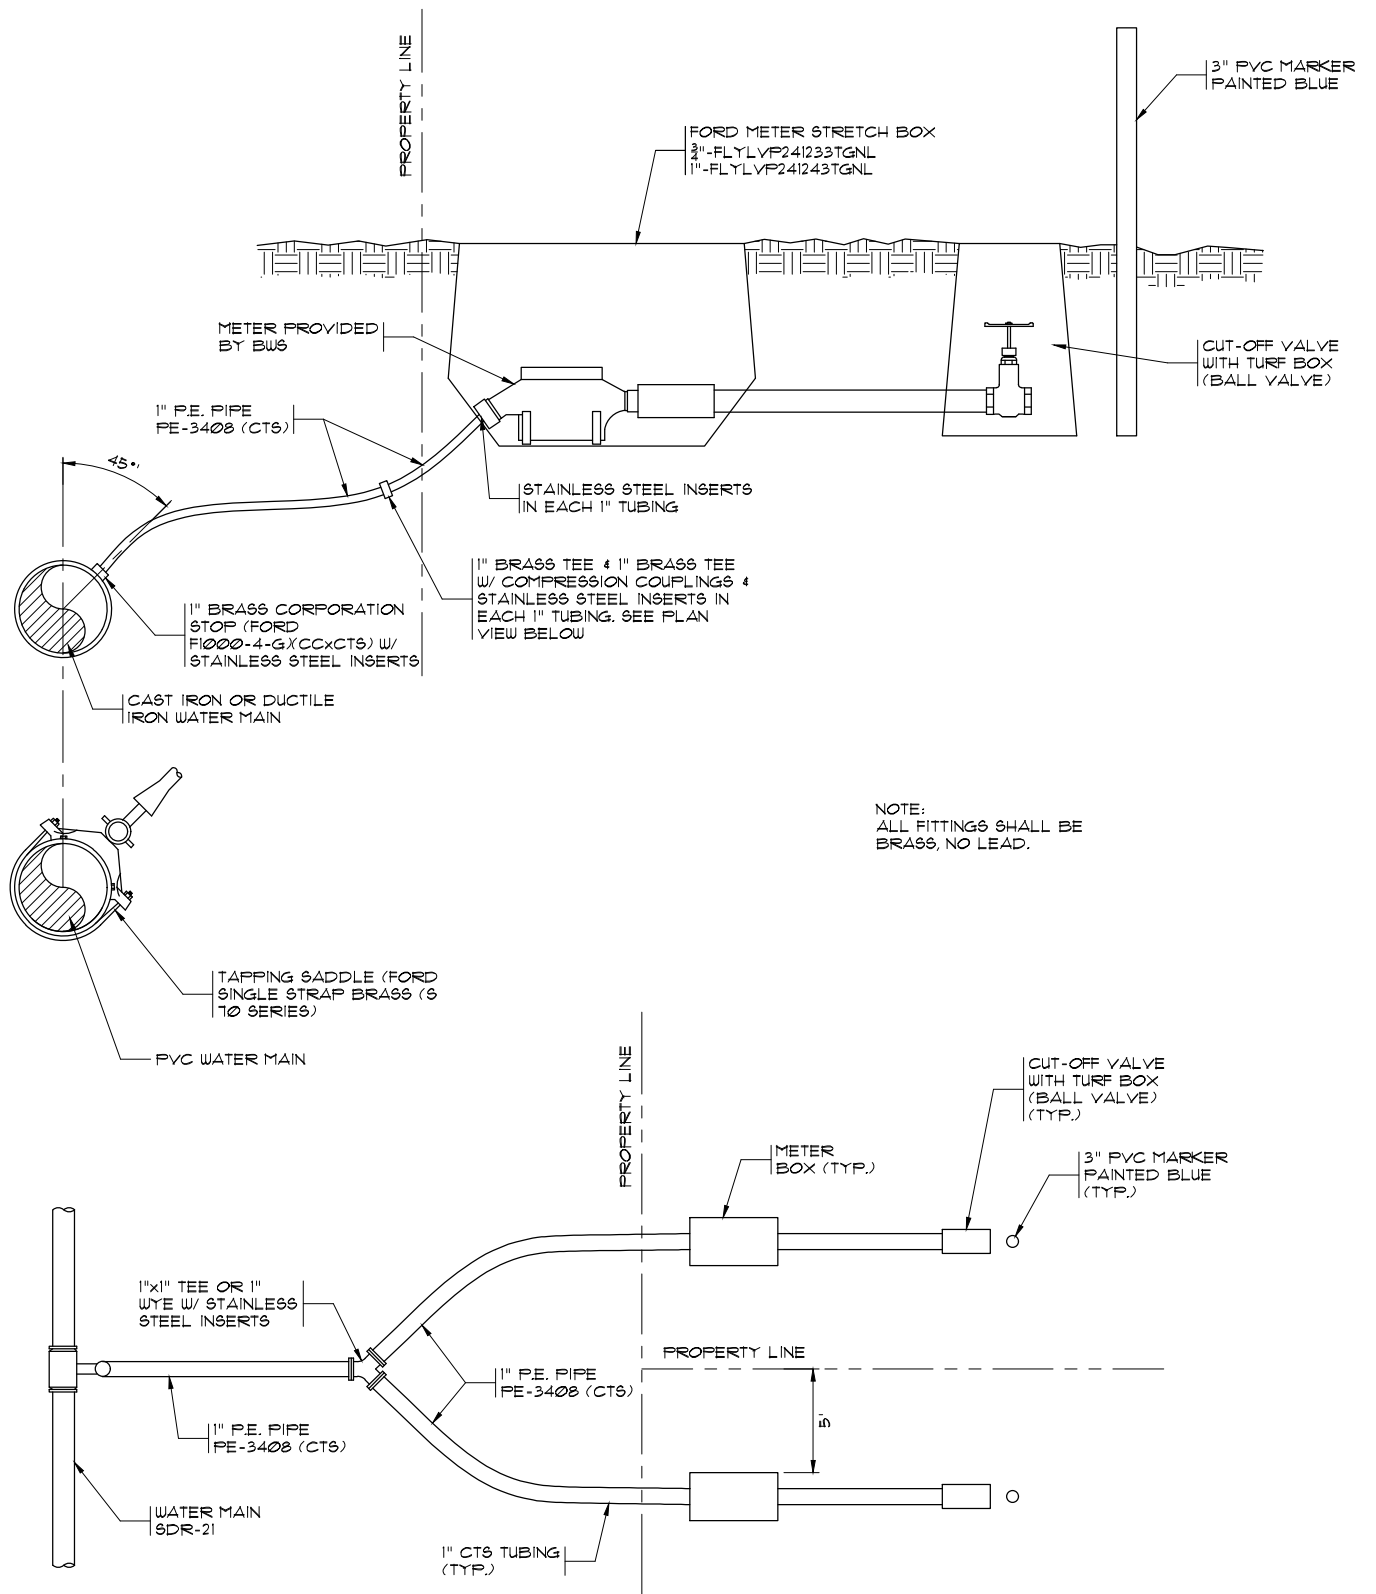 PROPERTY LINE
3" PVC MARKER
PAINTED BLUE
FORD METER STRETCH BOX
3/4"-FLYLVP241233TGNL
1"-FLYLVP241243TGNL
METER PROVIDED
BY BWS
CUT-OFF VALVE
WITH TURF BOX
(BALL VALVE)
1" P.E. PIPE
PE-3408 (CTS)
45°
STAINLESS STEEL INSERTS
IN EACH 1" TUBING
1" BRASS TEE & 1" BRASS TEE
W/ COMPRESSION COUPLINGS &
STAINLESS STEEL INSERTS IN
EACH 1" TUBING. SEE PLAN
VIEW BELOW
1" BRASS CORPORATION
STOP (FORD
F1000-4-G)(CCxCTS) W/
STAINLESS STEEL INSERTS
CAST IRON OR DUCTILE
IRON WATER MAIN
NOTE:
ALL FITTINGS SHALL BE
BRASS, NO LEAD.
TAPPING SADDLE (FORD
SINGLE STRAP BRASS (S
70 SERIES)
PVC WATER MAIN
PROPERTY LINE
CUT-OFF VALVE
WITH TURF BOX
(BALL VALVE)
(TYP.)
METER
BOX (TYP.)
3" PVC MARKER
PAINTED BLUE
(TYP.)
1"x1" TEE OR 1"
WYE W/ STAINLESS
STEEL INSERTS
PROPERTY LINE
1" P.E. PIPE
PE-3408 (CTS)
5'
1" P.E. PIPE
PE-3408 (CTS)
WATER MAIN
SDR-21
1" CTS TUBING
(TYP.)